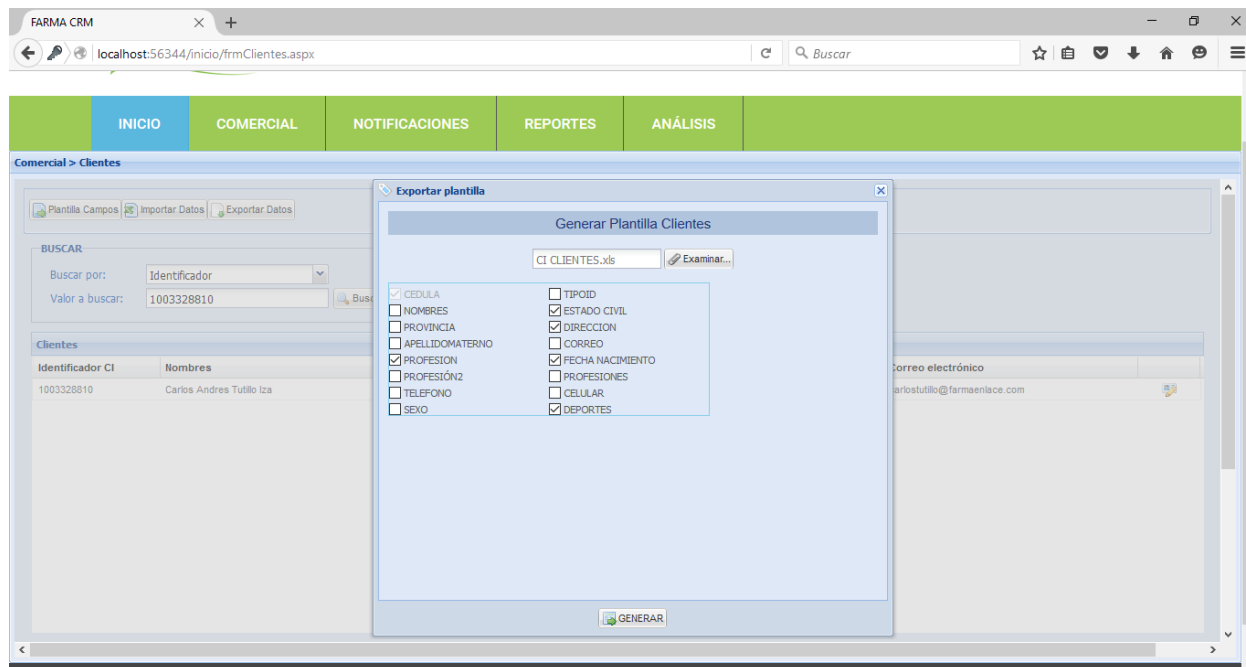 FARMA CRM
localhost:56344/inicio/frmClientes.aspx
Buscar
INICIO COMERCIAL NOTIFICACIONES REPORTES ANÁLISIS
Comercial > Clientes
Plantilla Campos Importar Datos Exportar Datos
BUSCAR
Buscar por: Identificador
Valor a buscar: 1003328810
Clientes
Identificador CI Nombres orreo electrónico
1003328810 Carlos Andres Tutillo Iza arlostutillo@farmaenlace.com
Exportar plantilla
Generar Plantilla Clientes
CI CLIENTES.xls Examinar...
CEDULA TIPOID
NOMBRES ESTADO CIVIL
PROVINCIA DIRECCION
APELLIDOMATERNO CORREO
PROFESION FECHA NACIMIENTO
PROFESIÓN2 PROFESIONES
TELEFONO CELULAR
SEXO DEPORTES
GENERAR